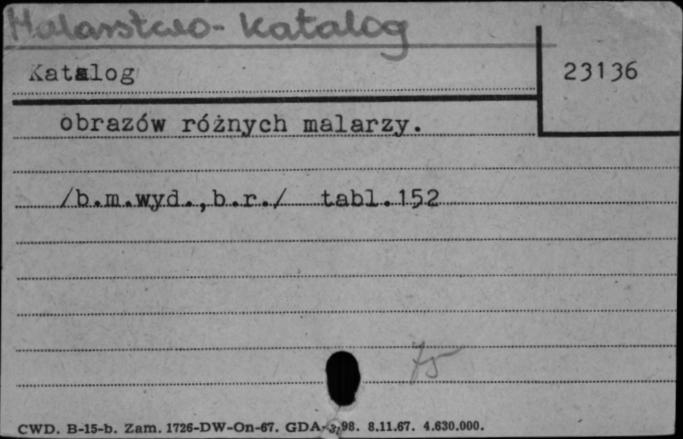 Malarstwo- katalog
Katalog
23136
obrazów różnych malarzy.
/b.m.wyd.,b.r./ tabl.152
75
CWD. B-15-b. Zam. 1726-DW-On-67. GDA-3/98. 8.11.67. 4.630.000.